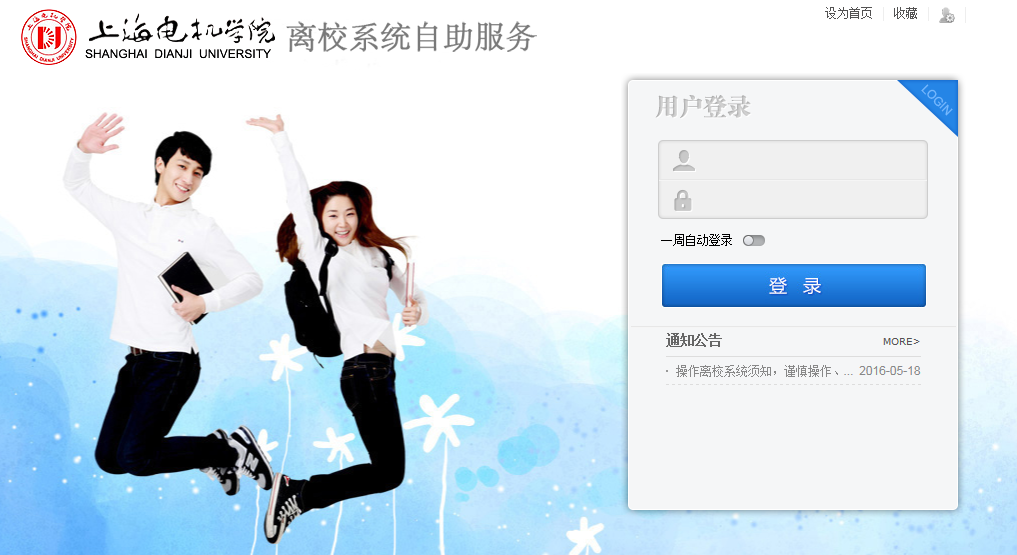 设为首页 收藏
上海电机学院 离校系统自助服务
SHANGHAI DIANJI UNIVERSITY
LOGIN
用户登录
一周自动登录
登 录
通知公告 MORE>
· 操作离校系统须知，谨慎操作、... 2016-05-18